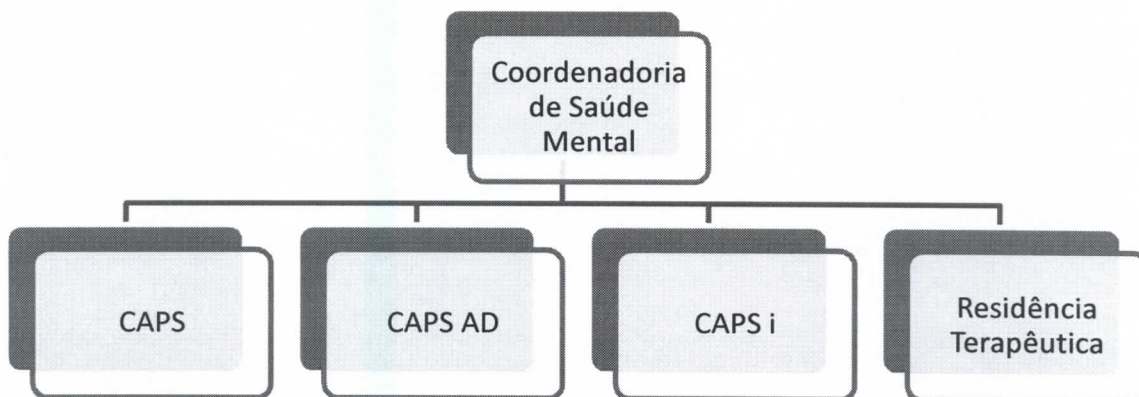 Coordenadoria
de Saúde
Mental
CAPS
CAPS AD
CAPS i
Residência
Terapêutica